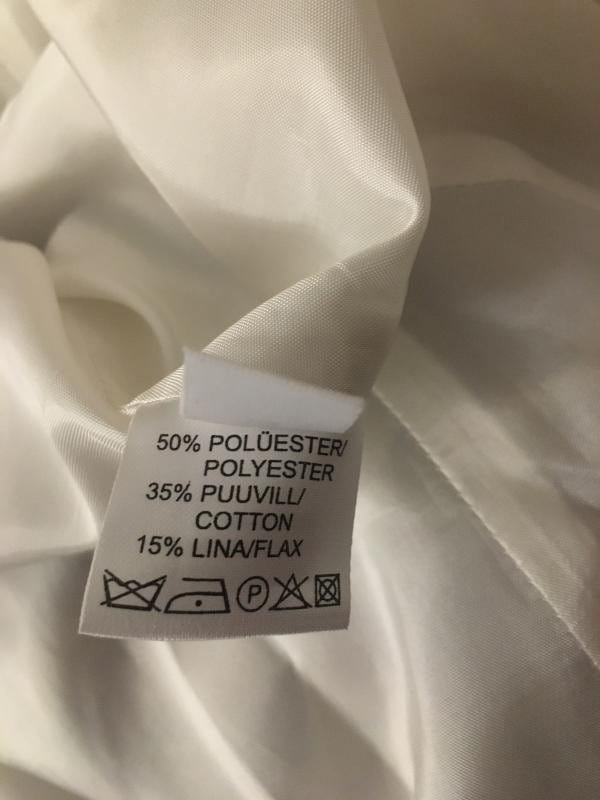 50% POLÜESTER/
POLYESTER
35% PUUVILL/
COTTON
15% LINA/FLAX
P